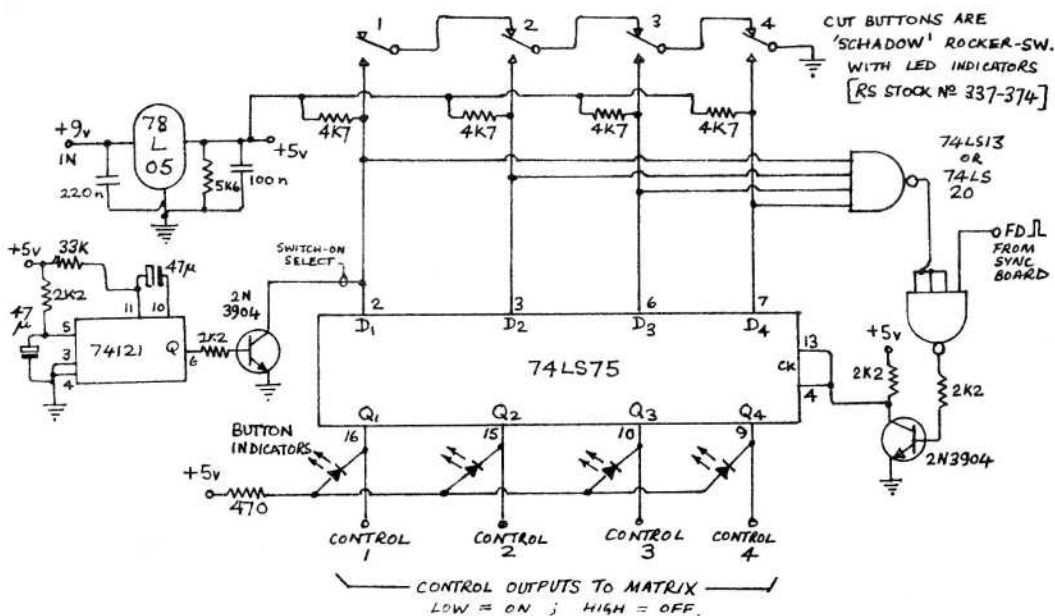 1
2
3
4
CUT BUTTONS ARE
'SCHADOW' ROCKER-SW.
WITH LED INDICATORS
[RS STOCK Nº 337-374]
4K7
4K7
4K7
4K7
+9v
IN
78
L
05
+5v
220n
5K6
100n
74LS13
OR
74LS
20
FD
FROM
SYNC
BOARD
+5v
33K
47µ
2K2
47
µ
11
10
5
3
4
74121
Q
6
2K2
2N
3904
SWITCH-ON
SELECT
2
3
6
7
D1
D2
D3
D4
74LS75
CK
13
4
+5v
2K2
2K2
2N3904
Q1
Q2
Q3
Q4
16
15
10
9
BUTTON
INDICATORS
+5v
470
CONTROL
1
CONTROL
2
CONTROL
3
CONTROL
4
CONTROL OUTPUTS TO MATRIX
LOW = ON ; HIGH = OFF.